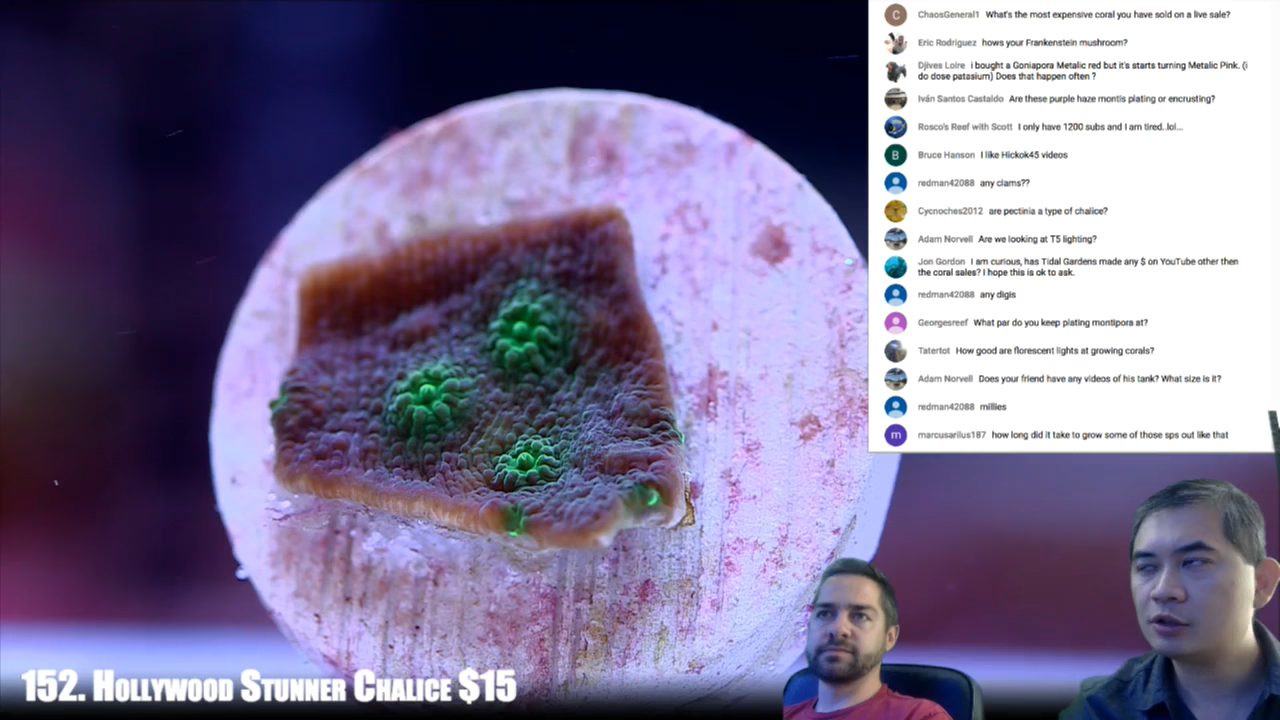 C ChaosGeneral1 What's the most expensive coral you have sold on a live sale?
Eric Rodriguez hows your Frankenstein mushroom?
Djives Loire i bought a Goniapora Metalic red but it's starts turning Metalic Pink. (i
do dose patasium) Does that happen often ?
Iván Santos Castaldo Are these purple haze montis plating or encrusting?
Rosco's Reef with Scott I only have 1200 subs and I am tired..lol...
B Bruce Hanson I like Hickok45 videos
redman42088 any clams??
Cycnoches2012 are pectinia a type of chalice?
Adam Norvell Are we looking at T5 lighting?
Jon Gordon I am curious, has Tidal Gardens made any $ on YouTube other then
the coral sales? I hope this is ok to ask.
redman42088 any digis
Georgesreef What par do you keep plating montipora at?
Tatertot How good are florescent lights at growing corals?
Adam Norvell Does your friend have any videos of his tank? What size is it?
redman42088 millies
m marcusarilus187 how long did it take to grow some of those sps out like that
152. Hollywood Stunner Chalice $15